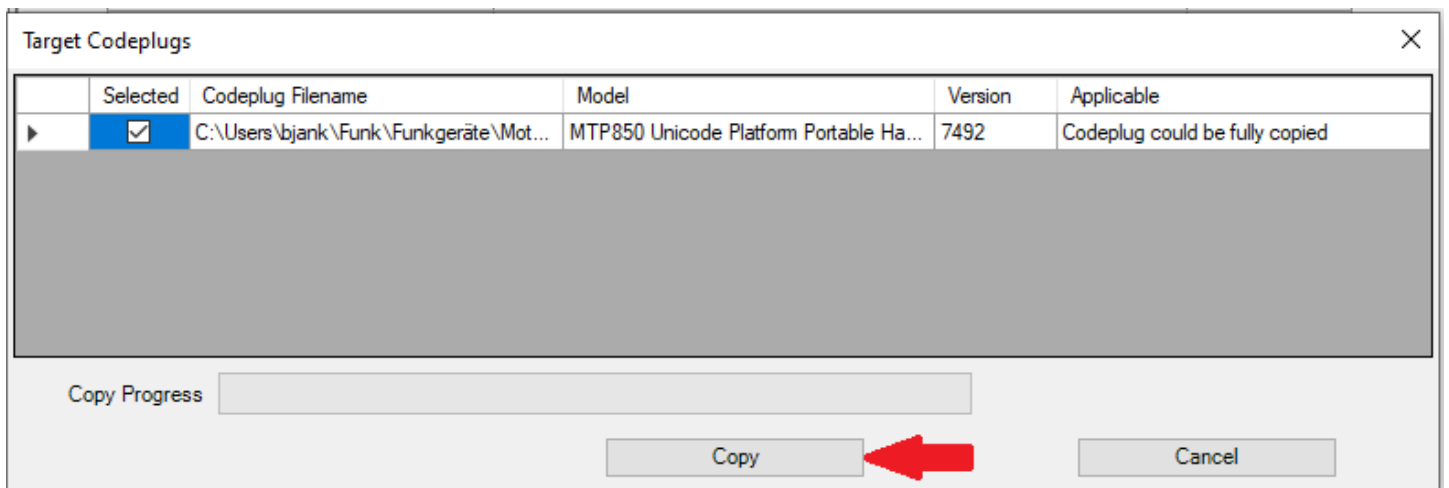 Target Codeplugs
Selected Codeplug Filename Model Version Applicable
C:\Users\bjank\Funk\Funkgeräte\Mot... MTP850 Unicode Platform Portable Ha... 7492 Codeplug could be fully copied
Copy Progress
Copy Cancel